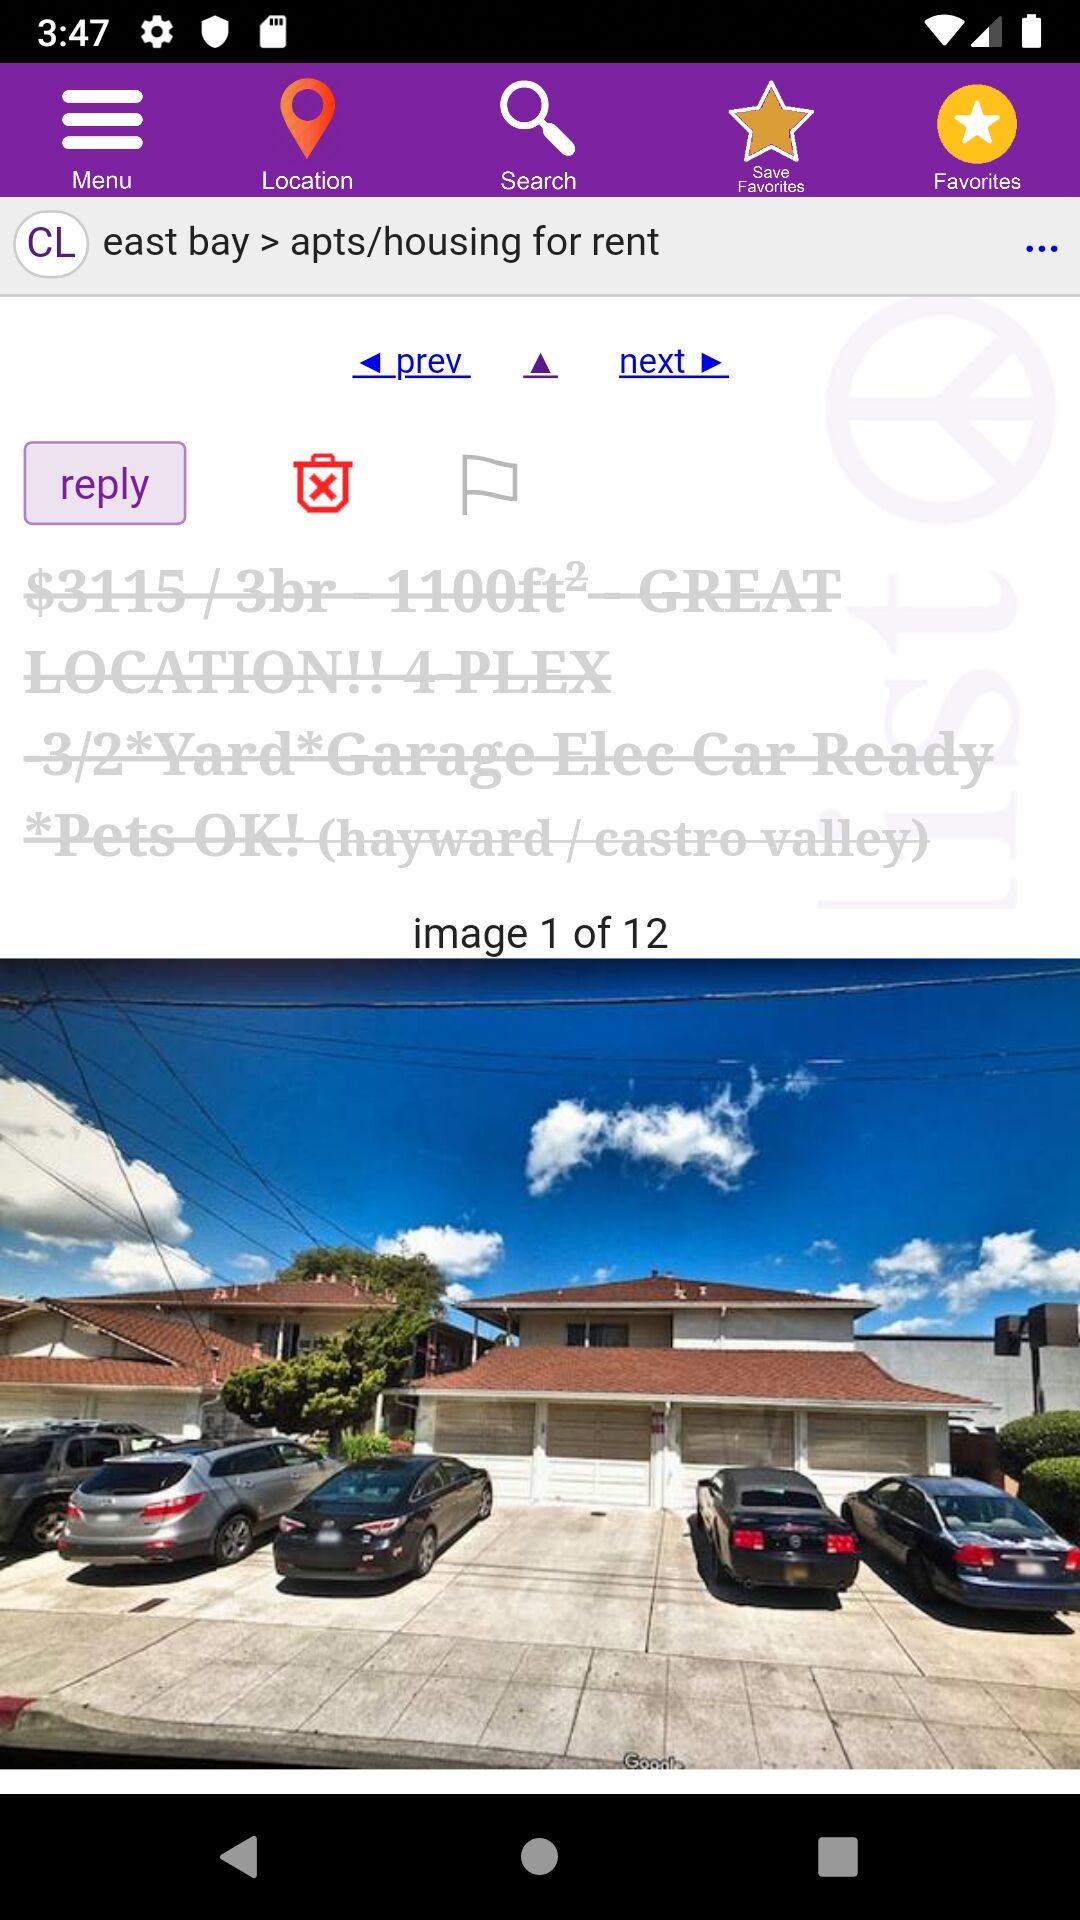 3:47
Menu
Location
Search
Save
Favorites
Favorites
CL east bay > apts/housing for rent ...
◄ prev ▲ next ►
reply
$3115 / 3br - 1100ft² - GREAT
LOCATION!! 4-PLEX
-3/2*Yard*Garage Elec Car Ready
*Pets OK! (hayward / castro valley)
list
image 1 of 12
Google